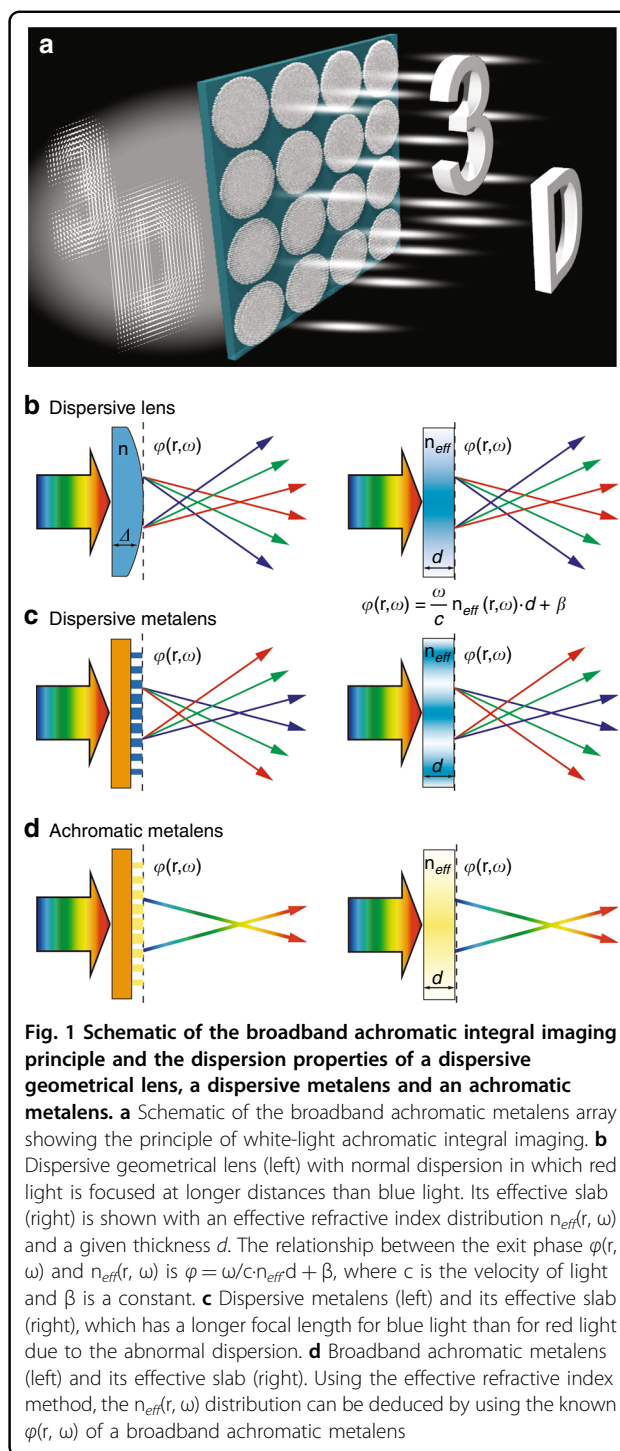 a
3
D
b Dispersive lens
n
φ(r,ω)
Δ
n_eff
φ(r,ω)
d
φ(r,ω) = ω/c n_eff (r,ω)·d + β
c Dispersive metalens
φ(r,ω)
n_eff
φ(r,ω)
d
d Achromatic metalens
φ(r,ω)
n_eff
φ(r,ω)
d
Fig. 1 Schematic of the broadband achromatic integral imaging
principle and the dispersion properties of a dispersive
geometrical lens, a dispersive metalens and an achromatic
metalens. a Schematic of the broadband achromatic metalens array
showing the principle of white-light achromatic integral imaging. b
Dispersive geometrical lens (left) with normal dispersion in which red
light is focused at longer distances than blue light. Its effective slab
(right) is shown with an effective refractive index distribution n_eff(r, ω)
and a given thickness d. The relationship between the exit phase φ(r,
ω) and n_eff(r, ω) is φ = ω/c·n_eff·d + β, where c is the velocity of light
and β is a constant. c Dispersive metalens (left) and its effective slab
(right), which has a longer focal length for blue light than for red light
due to the abnormal dispersion. d Broadband achromatic metalens
(left) and its effective slab (right). Using the effective refractive index
method, the n_eff(r, ω) distribution can be deduced by using the known
φ(r, ω) of a broadband achromatic metalens